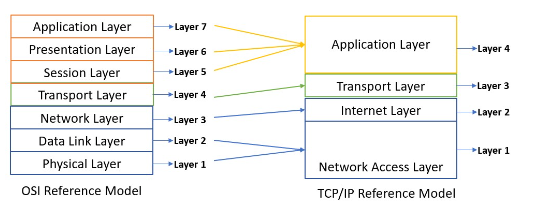 Application Layer
Layer 7
Presentation Layer
Layer 6
Session Layer
Layer 5
Transport Layer
Layer 4
Network Layer
Layer 3
Data Link Layer
Layer 2
Physical Layer
Layer 1
OSI Reference Model
Application Layer
Layer 4
Transport Layer
Layer 3
Internet Layer
Layer 2
Layer 1
Network Access Layer
TCP/IP Reference Model